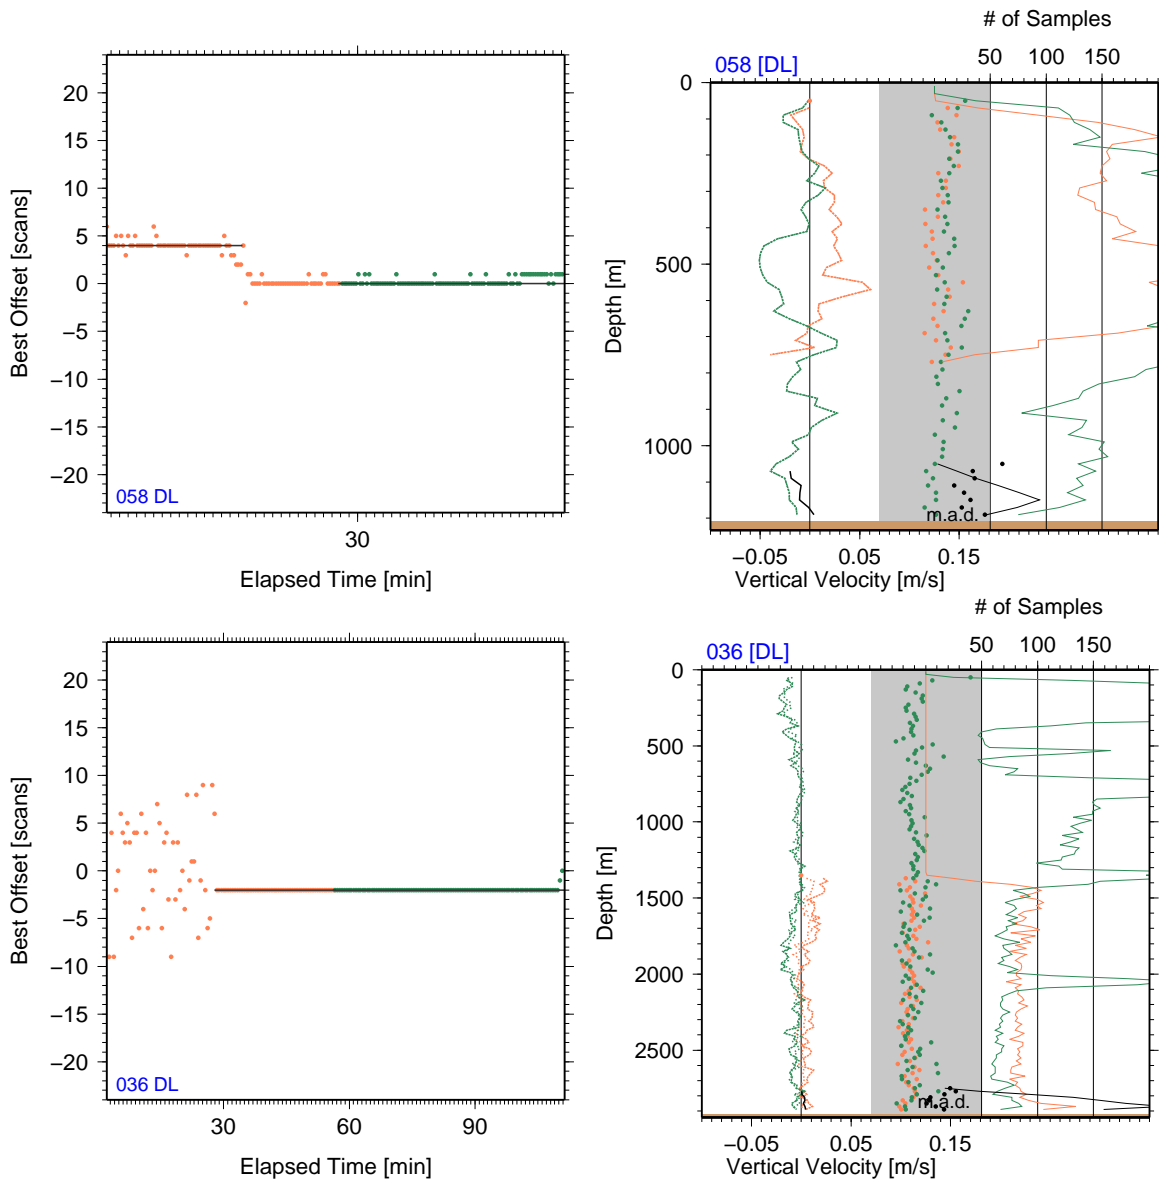 # of Samples
50 100 150
058 [DL]
20
15
10
5
0
−5
−10
−15
−20
Best Offset [scans]
058 DL
30
Elapsed Time [min]
0
500
1000
Depth [m]
m.a.d.
−0.05 0.05 0.15
Vertical Velocity [m/s]
# of Samples
50 100 150
036 [DL]
20
15
10
5
0
−5
−10
−15
−20
Best Offset [scans]
036 DL
30 60 90
Elapsed Time [min]
0
500
1000
1500
2000
2500
Depth [m]
m.a.d.
−0.05 0.05 0.15
Vertical Velocity [m/s]